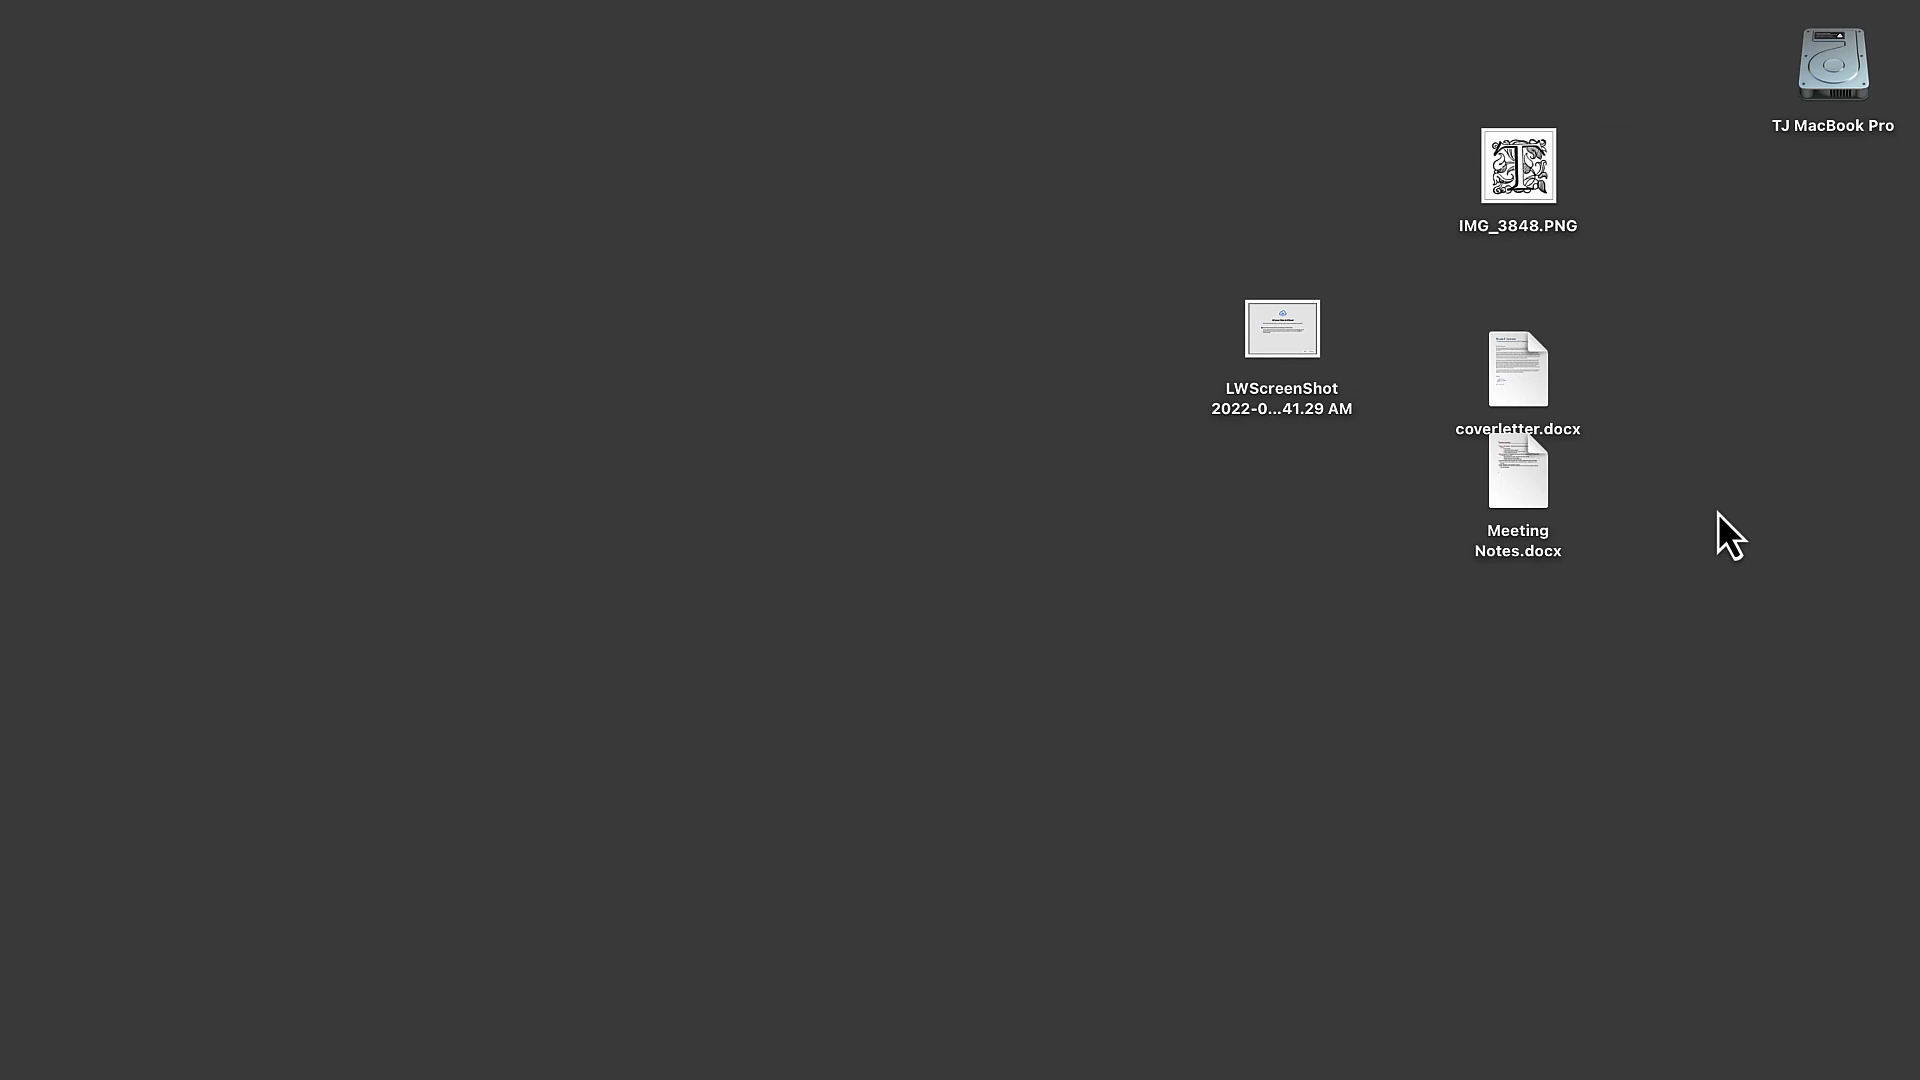 TJ MacBook Pro
IMG_3848.PNG
LWScreenShot
2022-0...41.29 AM
coverletter.docx
Meeting
Notes.docx